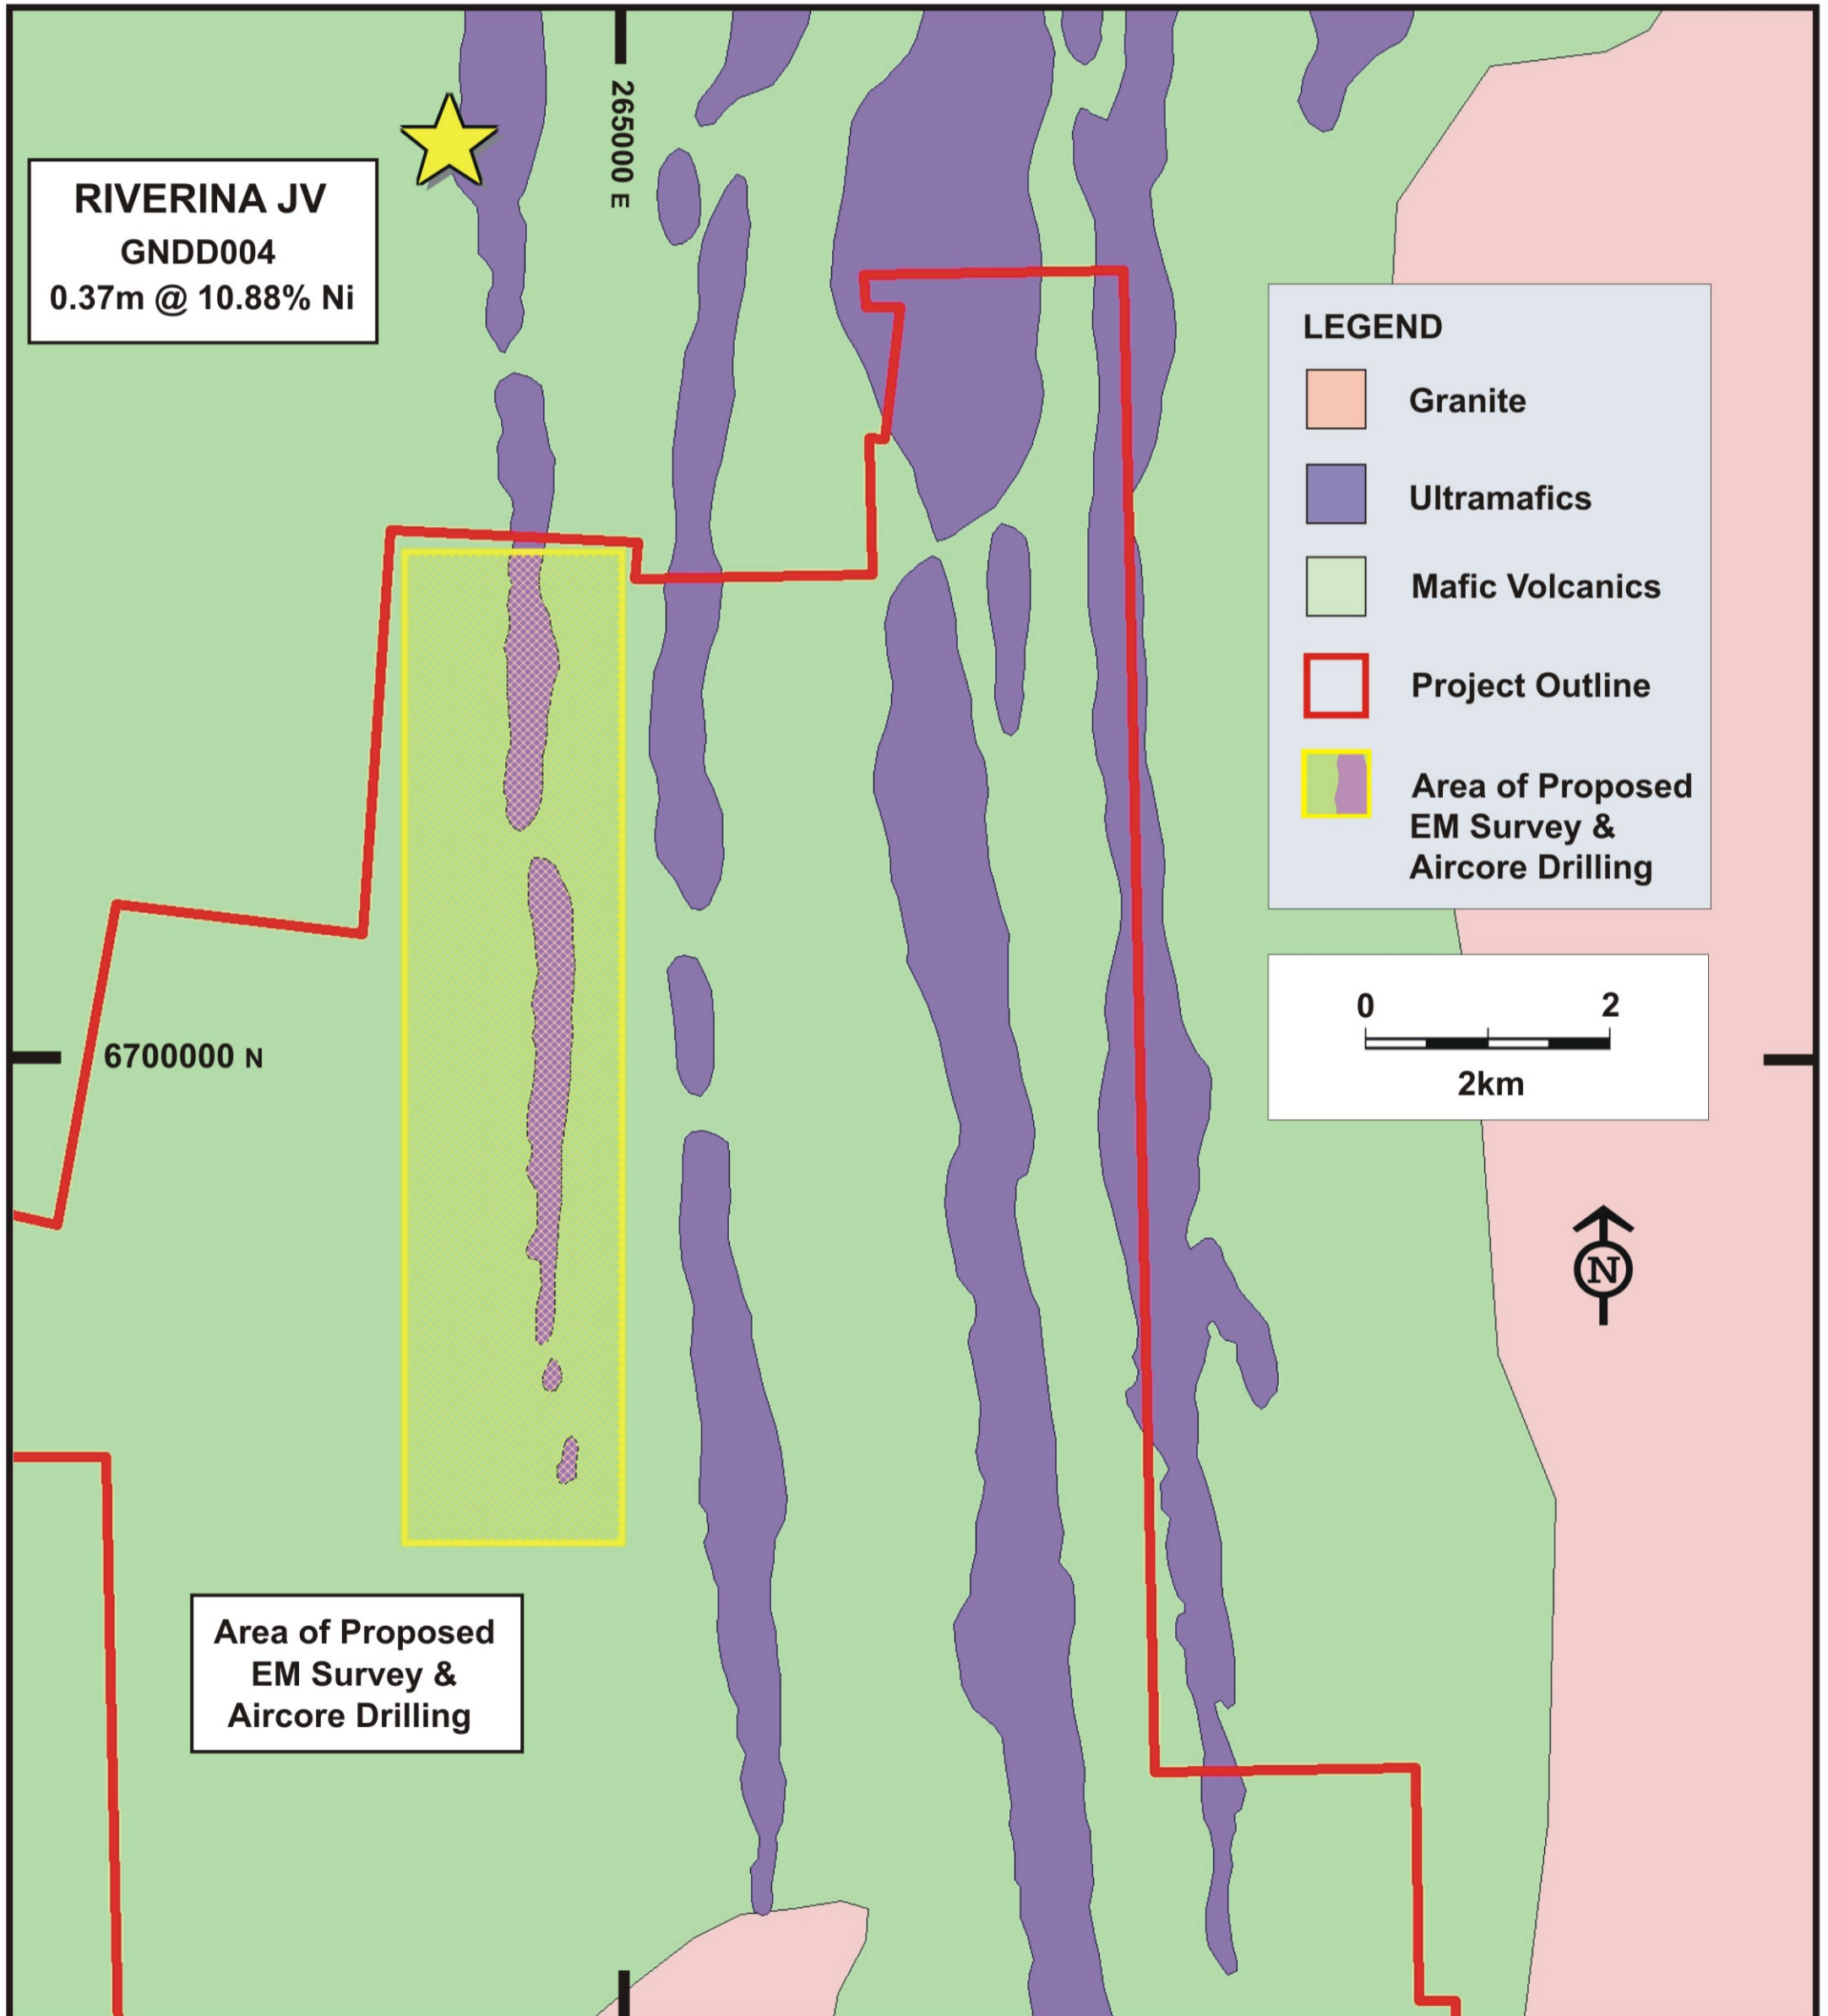 265000 E
RIVERINA JV
GNDD004
0.37m @ 10.88% Ni
LEGEND
Granite
Ultramafics
Mafic Volcanics
Project Outline
Area of Proposed
EM Survey &
Aircore Drilling
0 2
2km
6700000 N
N
Area of Proposed
EM Survey &
Aircore Drilling